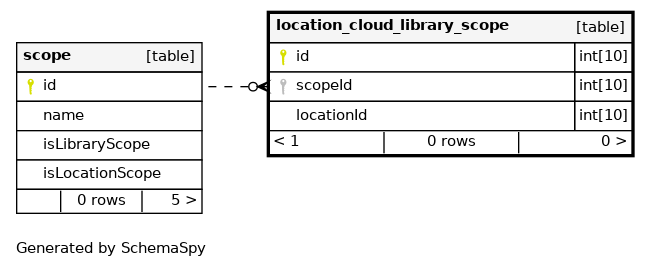 scope [table]
id
name
isLibraryScope
isLocationScope
0 rows 5 >
location_cloud_library_scope [table]
id int[10]
scopeId int[10]
locationId int[10]
< 1 0 rows 0 >
Generated by SchemaSpy